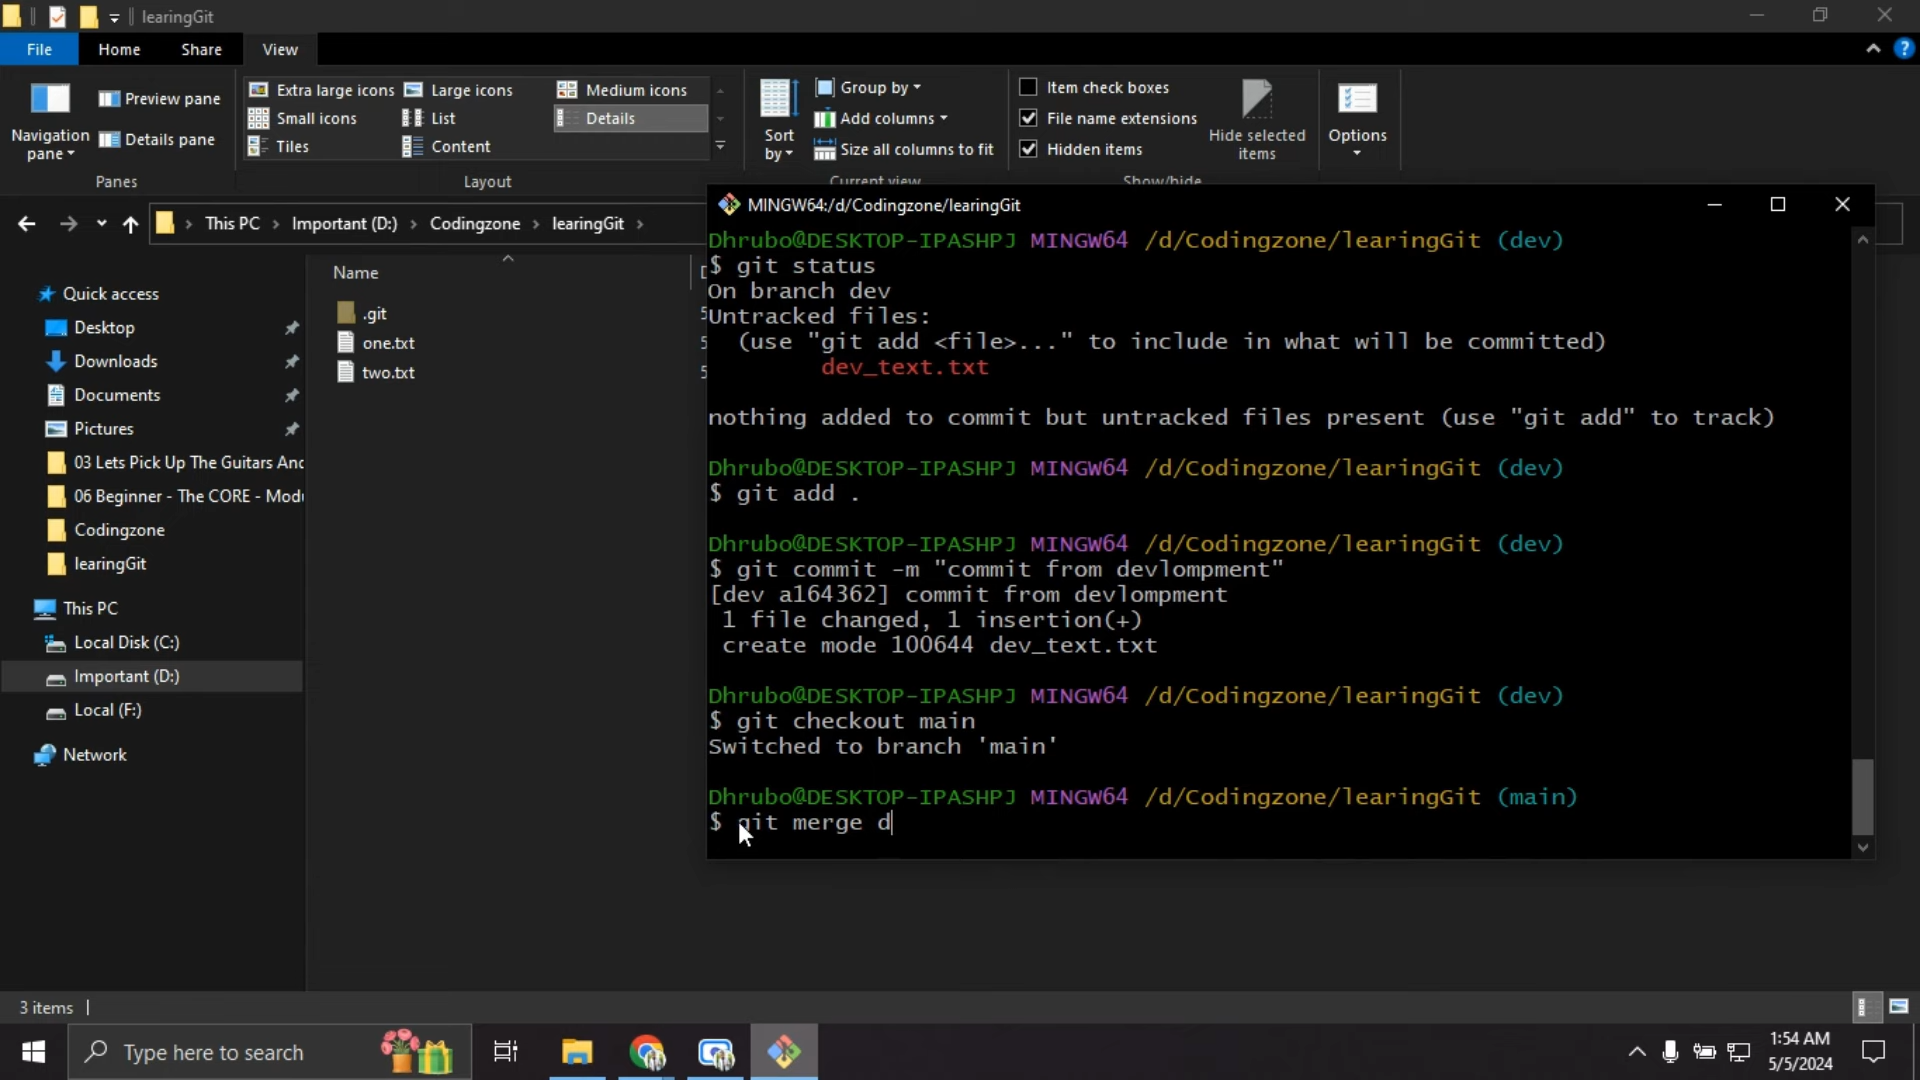 learingGit
File
Home
Share
View
Navigation pane
Preview pane
Details pane
Panes
Extra large icons
Large icons
Medium icons
Small icons
List
Details
Tiles
Content
Layout
Sort by
Group by
Add columns
Size all columns to fit
Current view
Item check boxes
File name extensions
Hidden items
Hide selected items
Show/hide
Options
This PC
Important (D:)
Codingzone
learingGit
Quick access
Desktop
Downloads
Documents
Pictures
03 Lets Pick Up The Guitars And
06 Beginner - The CORE - Modu
Codingzone
learingGit
This PC
Local Disk (C:)
Important (D:)
Local (F:)
Network
Name
.git
one.txt
two.txt
MINGW64:/d/Codingzone/learingGit
Dhrubo@DESKTOP-IPASHPJ MINGW64 /d/Codingzone/learingGit (dev)
$ git status
On branch dev
Untracked files:
(use "git add <file>..." to include in what will be committed)
dev_text.txt
nothing added to commit but untracked files present (use "git add" to track)
Dhrubo@DESKTOP-IPASHPJ MINGW64 /d/Codingzone/learingGit (dev)
$ git add .
Dhrubo@DESKTOP-IPASHPJ MINGW64 /d/Codingzone/learingGit (dev)
$ git commit -m "commit from devlompment"
[dev a164362] commit from devlompment
1 file changed, 1 insertion(+)
create mode 100644 dev_text.txt
Dhrubo@DESKTOP-IPASHPJ MINGW64 /d/Codingzone/learingGit (dev)
$ git checkout main
Switched to branch 'main'
Dhrubo@DESKTOP-IPASHPJ MINGW64 /d/Codingzone/learingGit (main)
$ git merge d
3 items
Type here to search
1:54 AM
5/5/2024